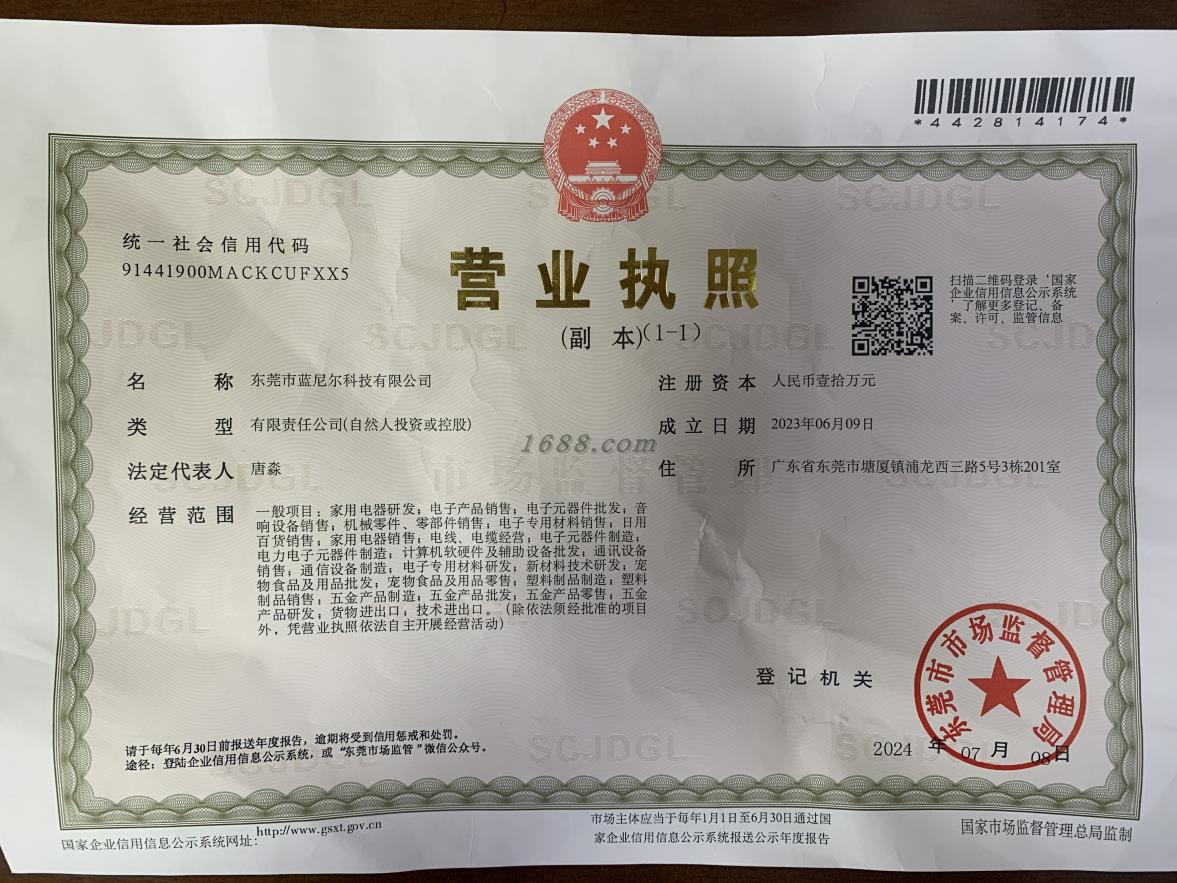 *442814174*
统一社会信用代码
91441900MACKCUFXX5
营业执照
(副 本)(1-1)
扫描二维码登录‘国家
企业信用信息公示系统
’了解更多登记、备
案、许可、监管信息
名 称 东莞市蓝尼尔科技有限公司
注册资本 人民币壹拾万元
类 型 有限责任公司(自然人投资或控股)
成立日期 2023年06月09日
1688.com
法定代表人 唐淼
住 所 广东省东莞市塘厦镇浦龙西三路5号3栋201室
经营范围 一般项目：家用电器研发；电子产品销售；电子元器件批发；音
响设备销售；机械零件、零部件销售；电子专用材料销售；日用
百货销售；家用电器销售；电线、电缆经营；电子元器件制造；
电力电子元器件制造；计算机软硬件及辅助设备批发；通讯设备
销售；通信设备制造；电子专用材料研发；新材料技术研发；宠
物食品及用品批发；宠物食品及用品零售；塑料制品制造；塑料
制品销售；五金产品制造；五金产品批发；五金产品零售；五金
产品研发；货物进出口；技术进出口。（除依法须经批准的项目
外，凭营业执照依法自主开展经营活动）
SCJDGL
市场监督管理
登记机关
东莞市市场监督管理局
2024 年 07 月 08日
请于每年6月30日前报送年度报告，逾期将受到信用惩戒和处罚。
途径：登陆企业信用信息公示系统，或“东莞市场监管”微信公众号。
国家企业信用信息公示系统网址：http://www.gsxt.gov.cn
市场主体应当于每年1月1日至6月30日通过国
家企业信用信息公示系统报送公示年度报告
国家市场监督管理总局监制